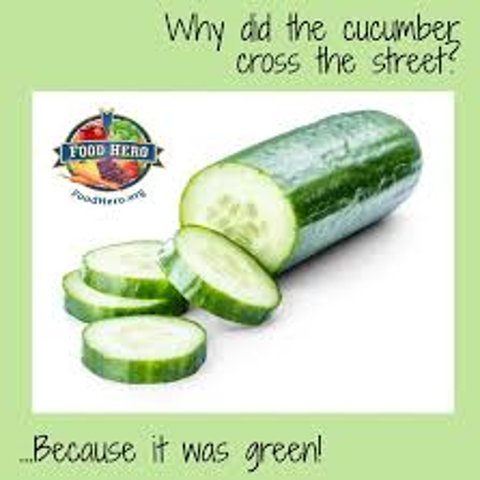 Why did the cucumber
cross the street?
FOOD HERO
FoodHero.org
...Because it was green!